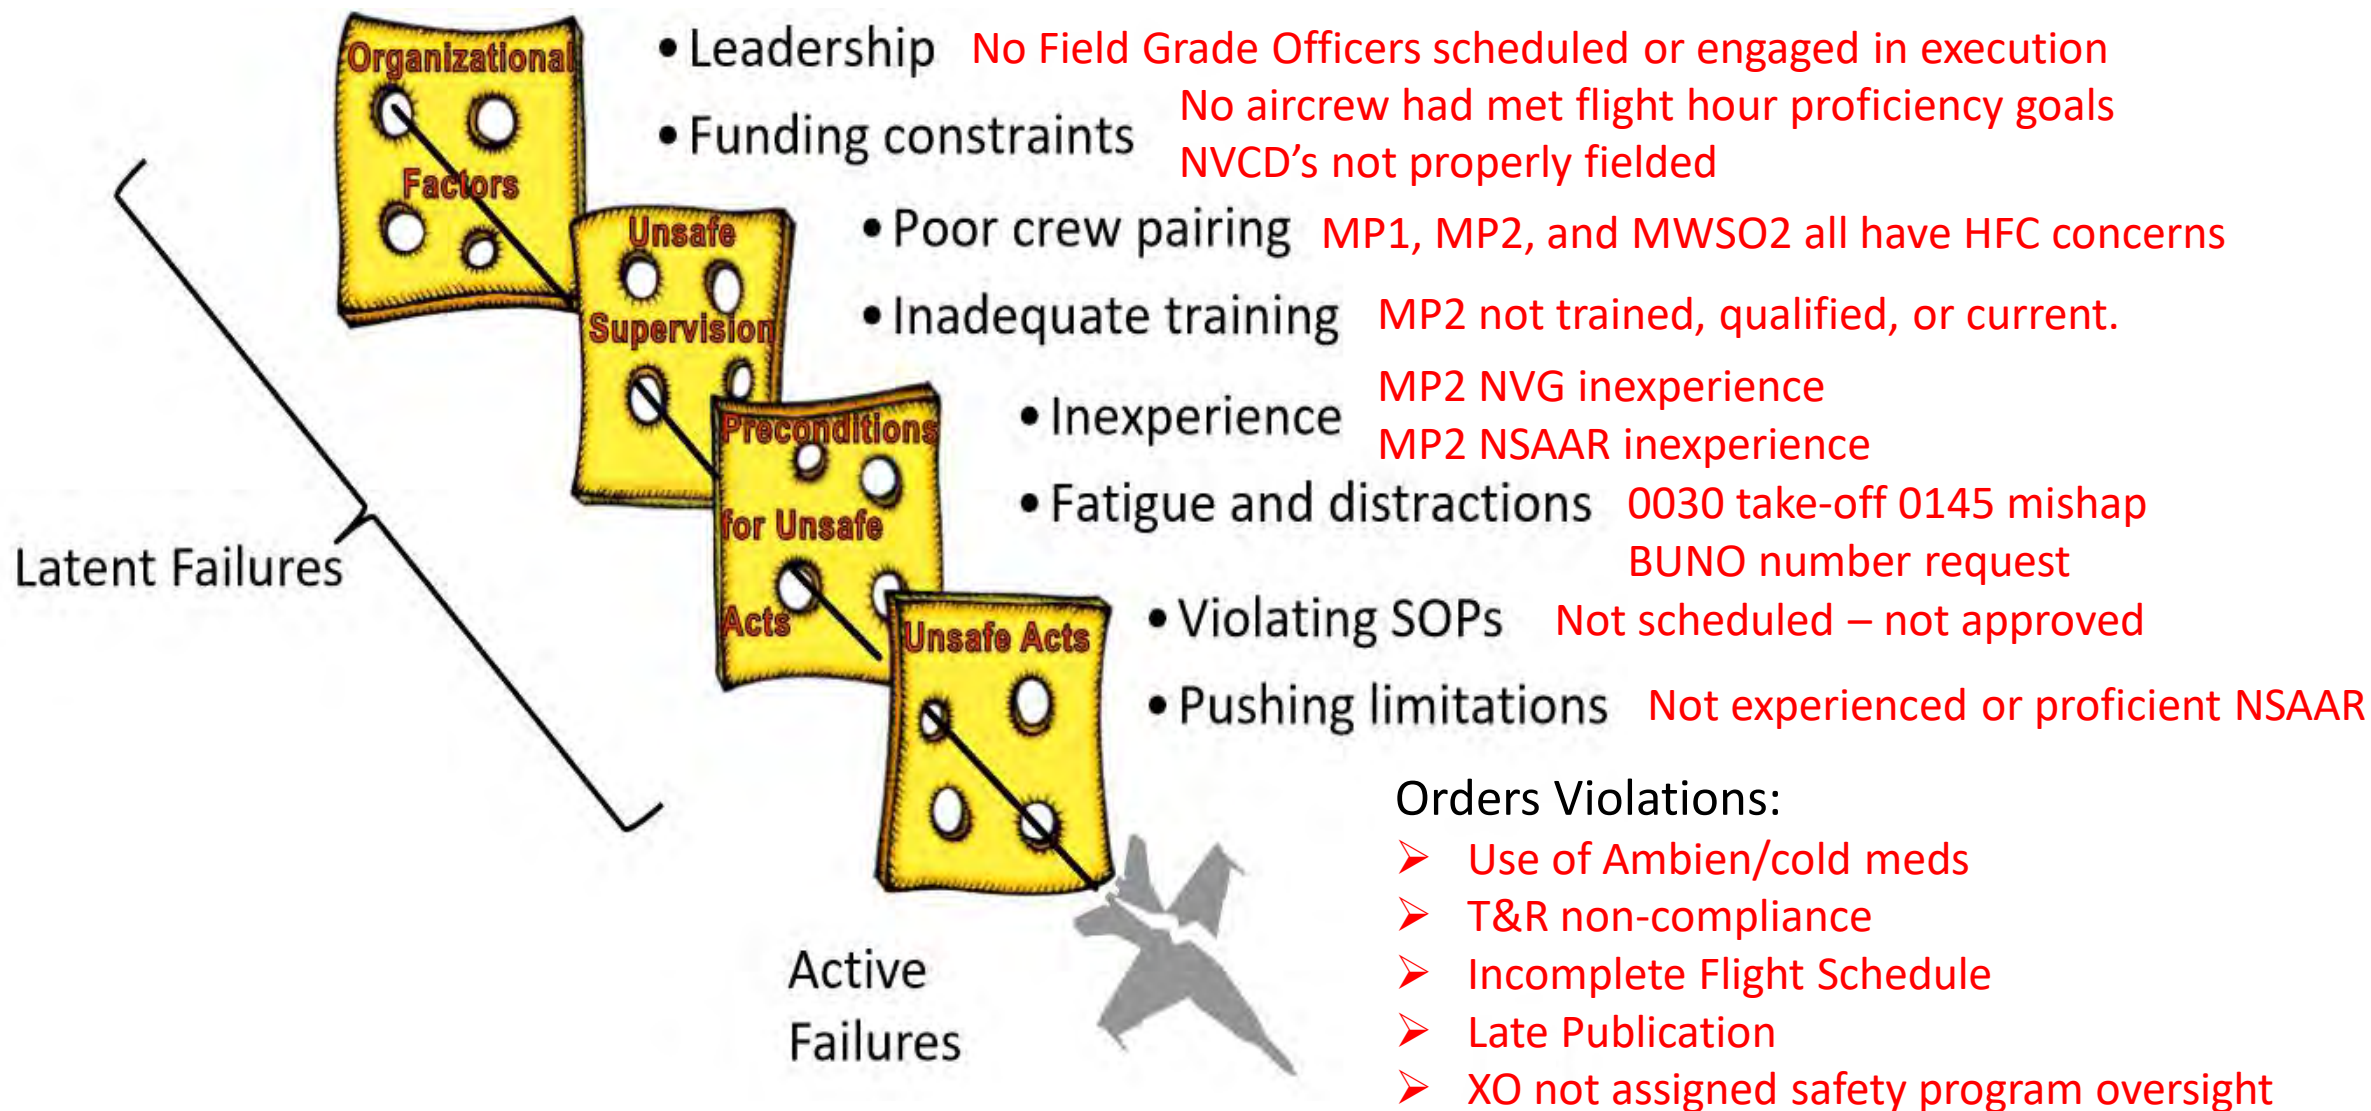 Organizational
Factors
• Leadership No Field Grade Officers scheduled or engaged in execution
• Funding constraints No aircrew had met flight hour proficiency goals
NVCD's not properly fielded
Unsafe
Supervision
• Poor crew pairing MP1, MP2, and MWSO2 all have HFC concerns
• Inadequate training MP2 not trained, qualified, or current.
Preconditions
for Unsafe
Acts
• Inexperience MP2 NVG inexperience
MP2 NSAAR inexperience
• Fatigue and distractions 0030 take-off 0145 mishap
BUNO number request
Unsafe Acts
• Violating SOPs Not scheduled – not approved
• Pushing limitations Not experienced or proficient NSAAR
Latent Failures
Active
Failures
Orders Violations:
➢ Use of Ambien/cold meds
➢ T&R non-compliance
➢ Incomplete Flight Schedule
➢ Late Publication
➢ XO not assigned safety program oversight